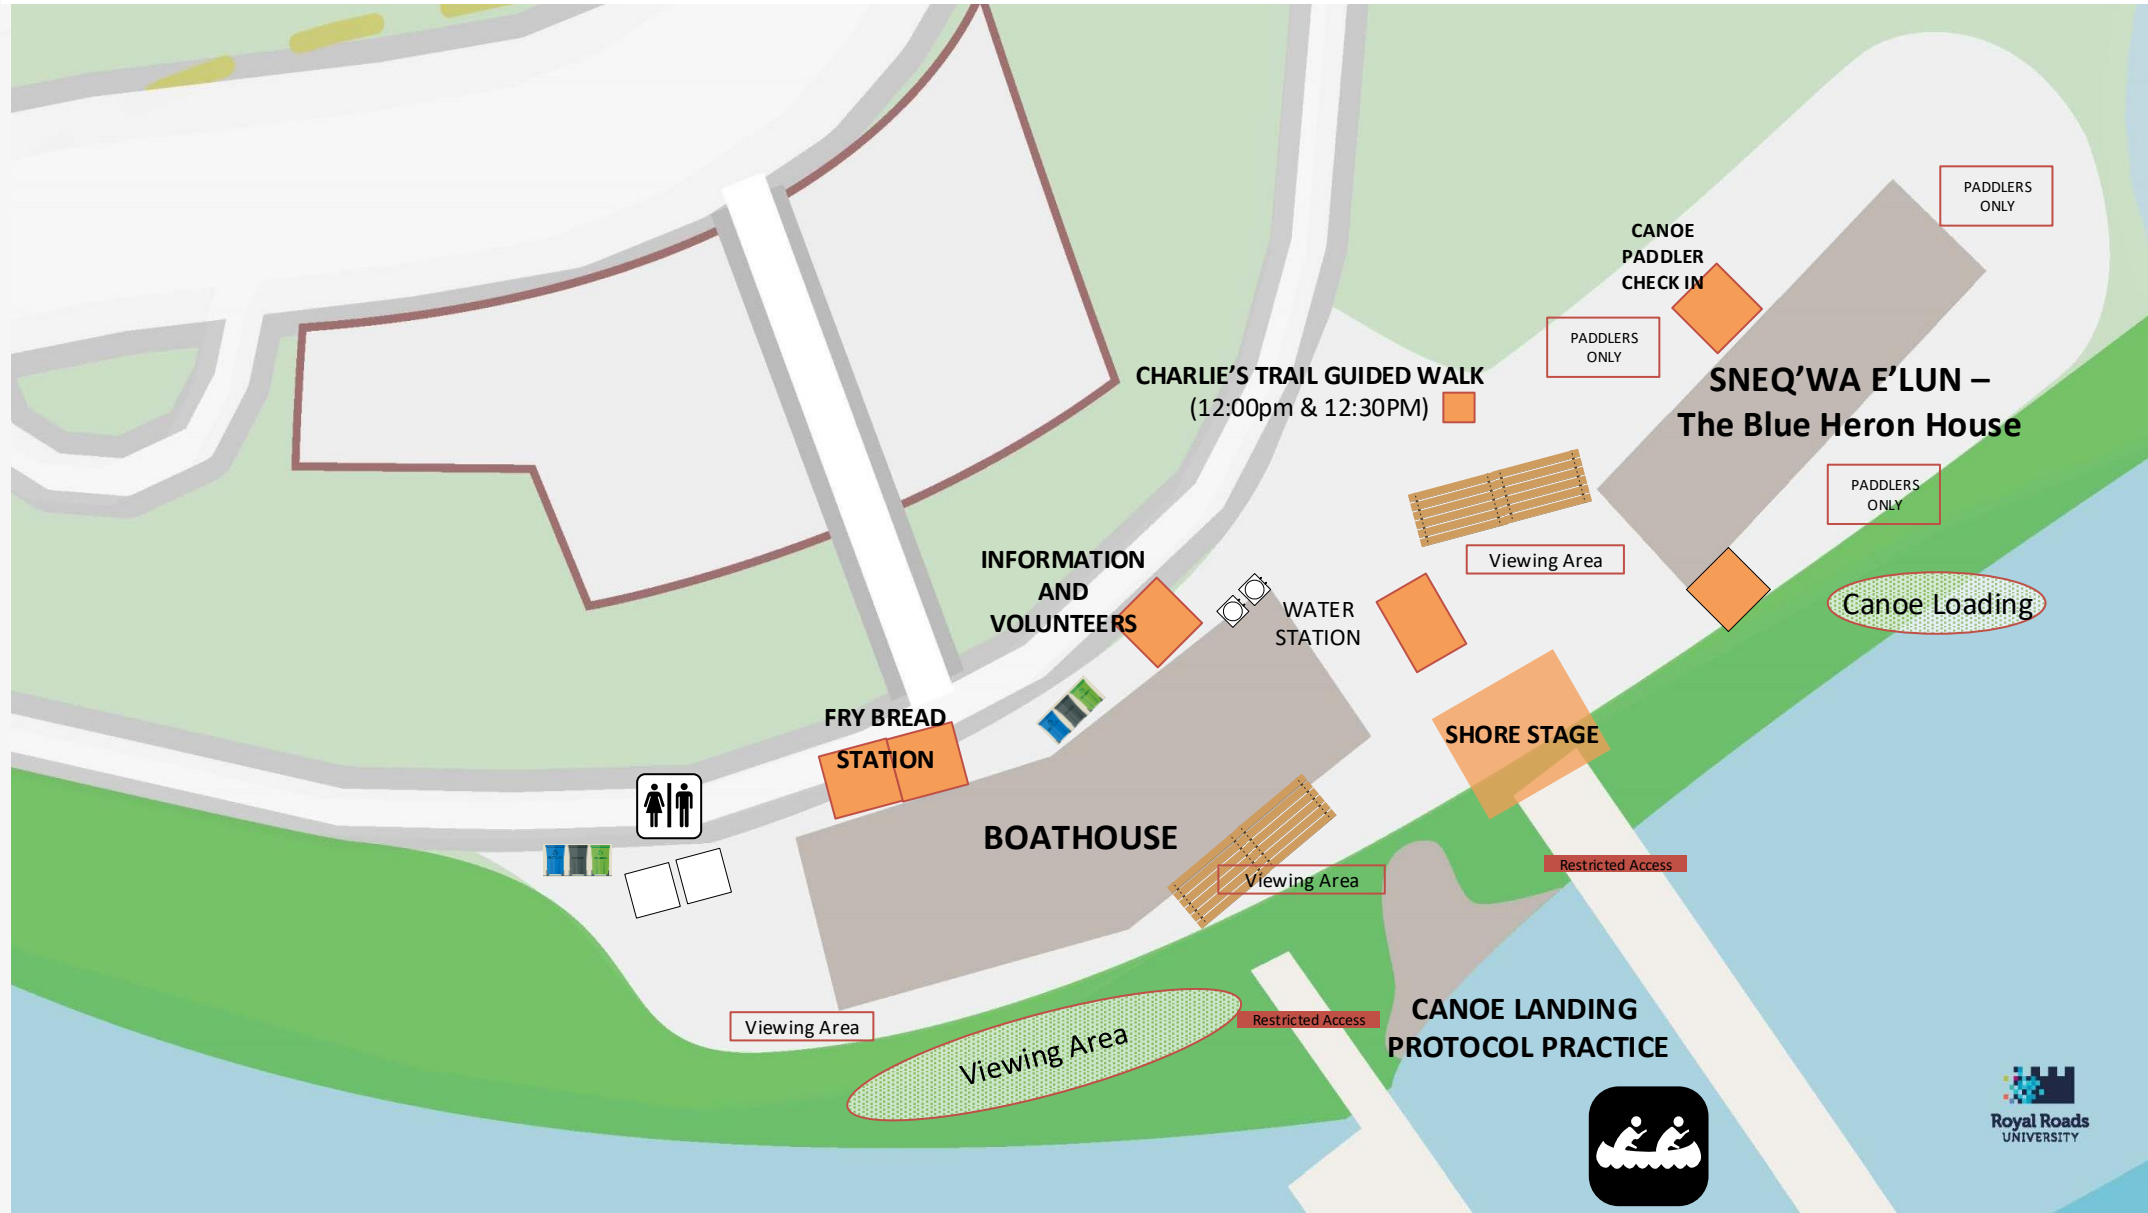 PADDLERS
ONLY
CANOE
PADDLER
CHECK IN
PADDLERS
ONLY
CHARLIE’S TRAIL GUIDED WALK
(12:00pm & 12:30PM)
SNEQ’WA E’LUN –
The Blue Heron House
PADDLERS
ONLY
Viewing Area
INFORMATION
AND
VOLUNTEERS
WATER
STATION
Canoe Loading
FRY BREAD
STATION
SHORE STAGE
BOATHOUSE
Viewing Area
Restricted Access
Viewing Area
Viewing Area
Restricted Access
CANOE LANDING
PROTOCOL PRACTICE
Royal Roads
UNIVERSITY